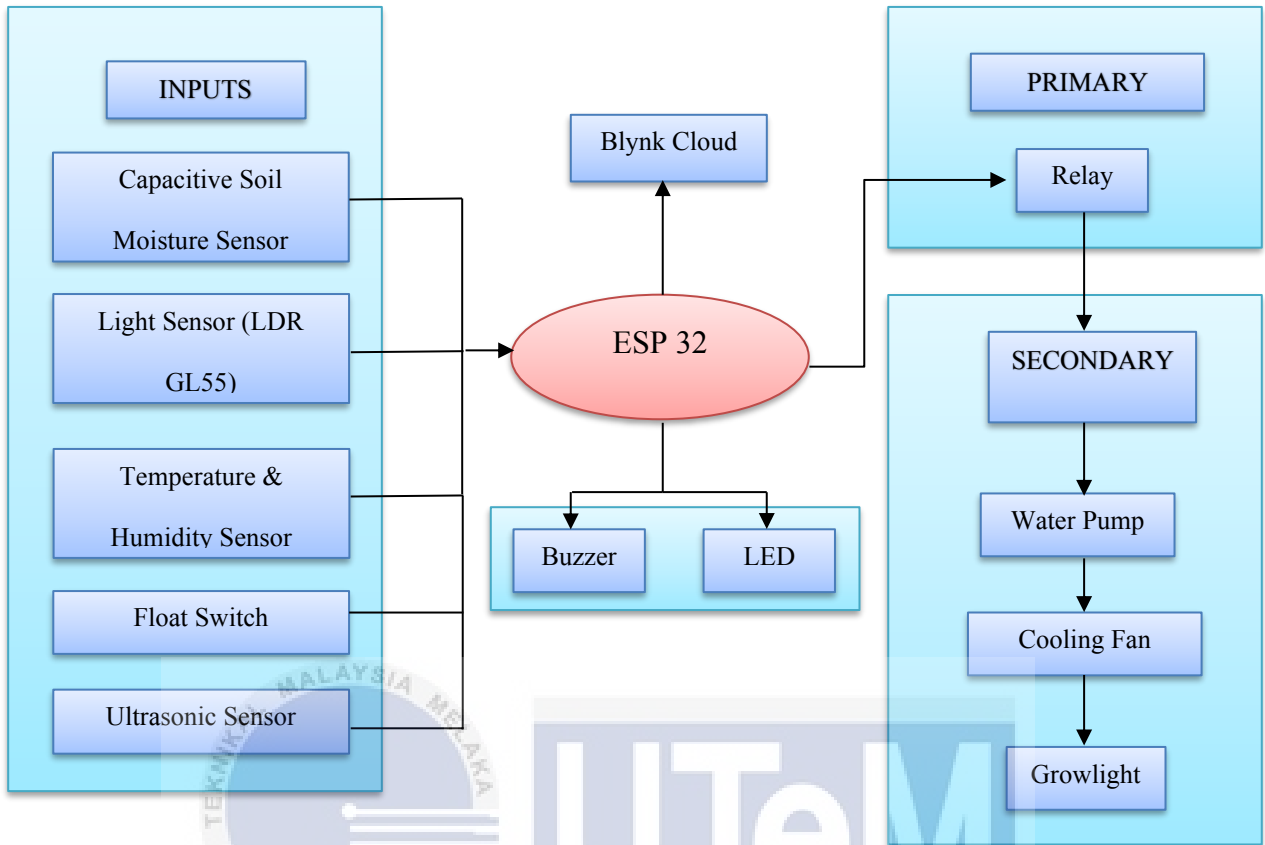 INPUTS
Capacitive Soil
Moisture Sensor
Light Sensor (LDR
GL55)
Temperature &
Humidity Sensor
Float Switch
Ultrasonic Sensor
Blynk Cloud
ESP 32
Buzzer
LED
PRIMARY
Relay
SECONDARY
Water Pump
Cooling Fan
Growlight
TEKNIKAL MALAYSIA MELAKA
UTeM